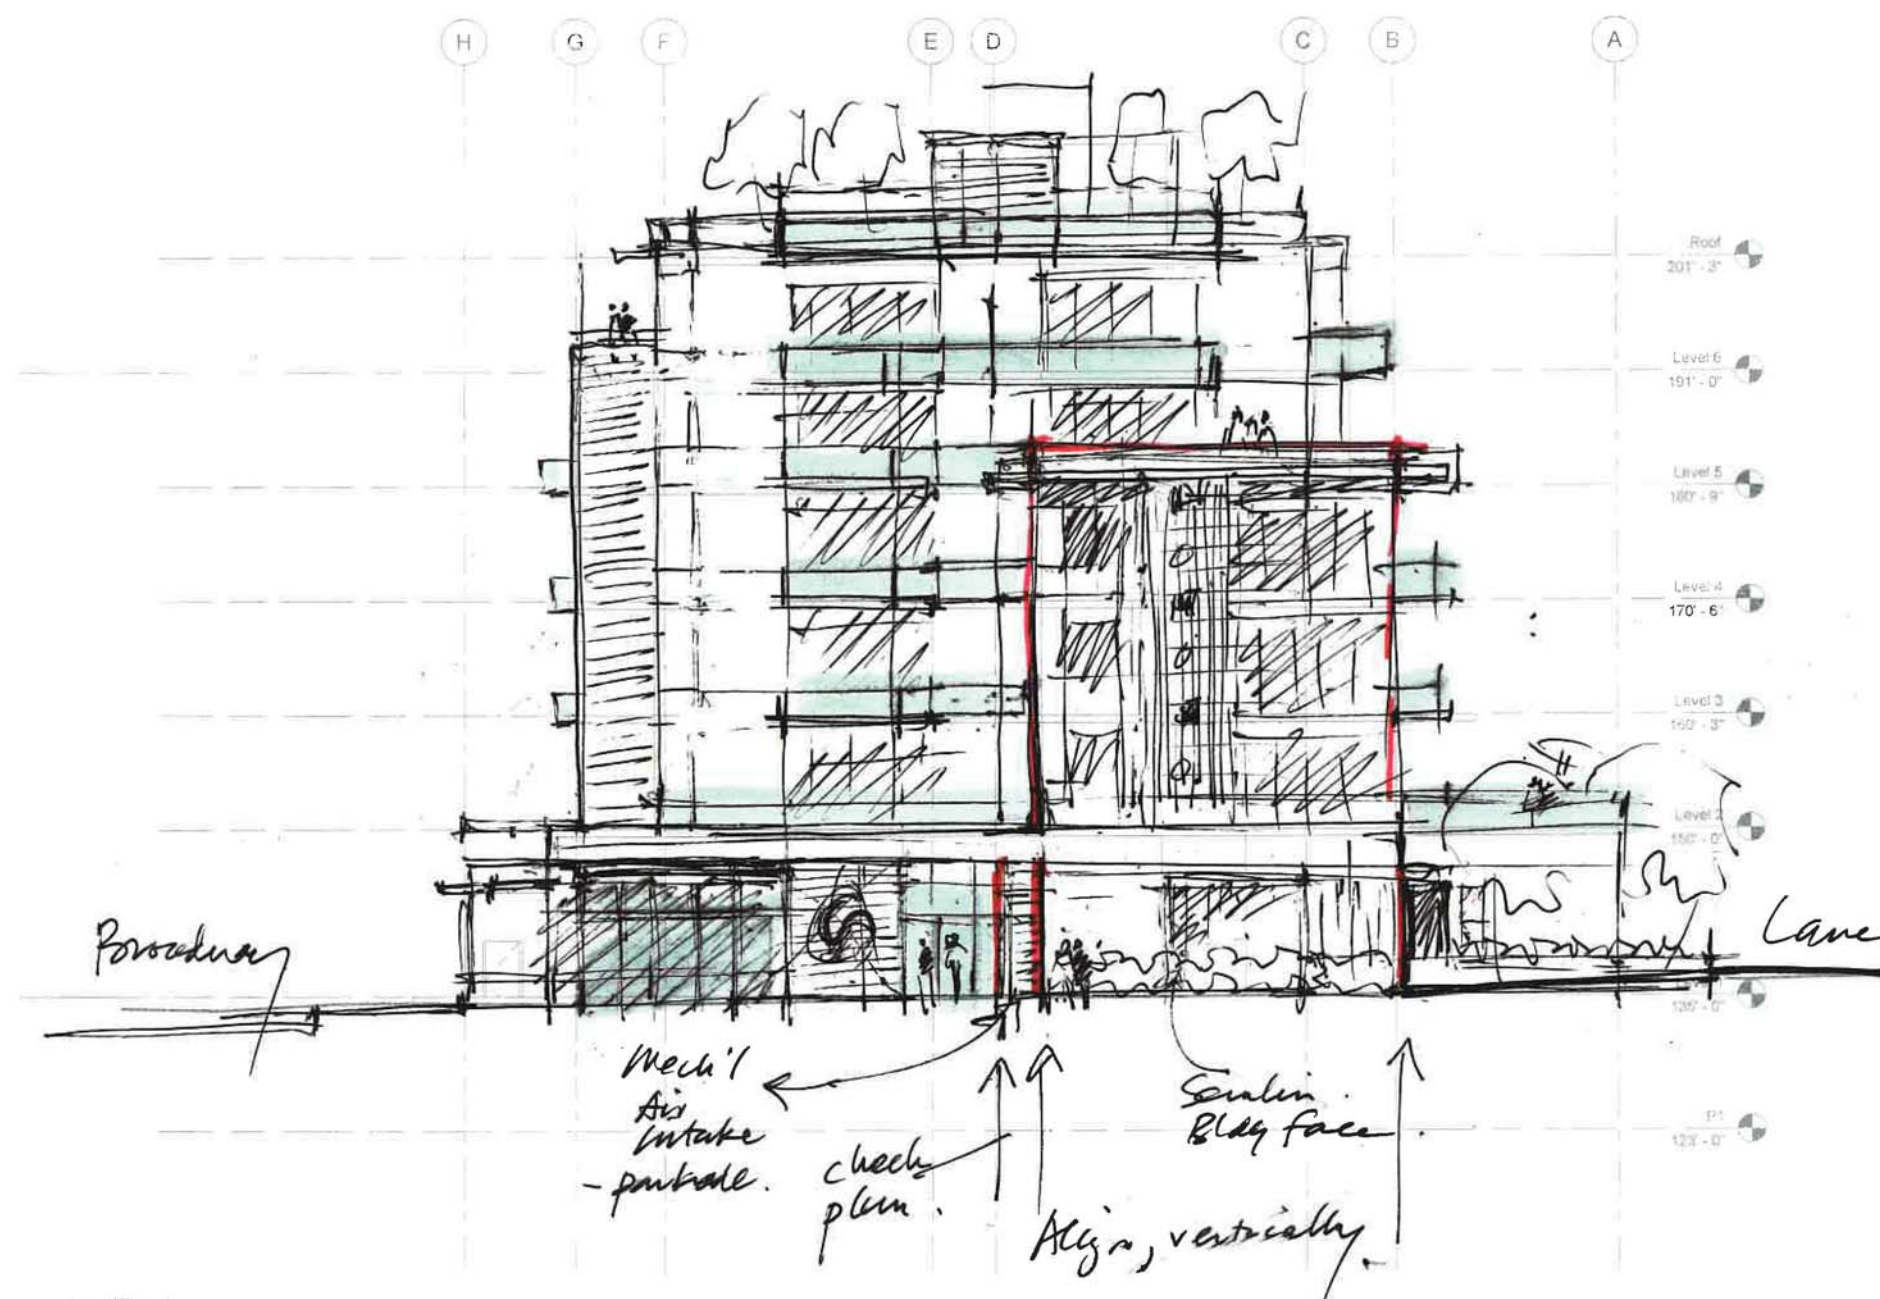 H G F E D C B A
Roof
201' - 3"
Level 6
191' - 0"
Level 5
180' - 9"
Level 4
170' - 6"
Level 3
160' - 3"
Level 2
150' - 0"
Broadway
Lane
135' - 0"
Mech'l
Air
intake
- parkade.
check
plan.
Bldg face.
P1
123' - 0"
Align, vertically